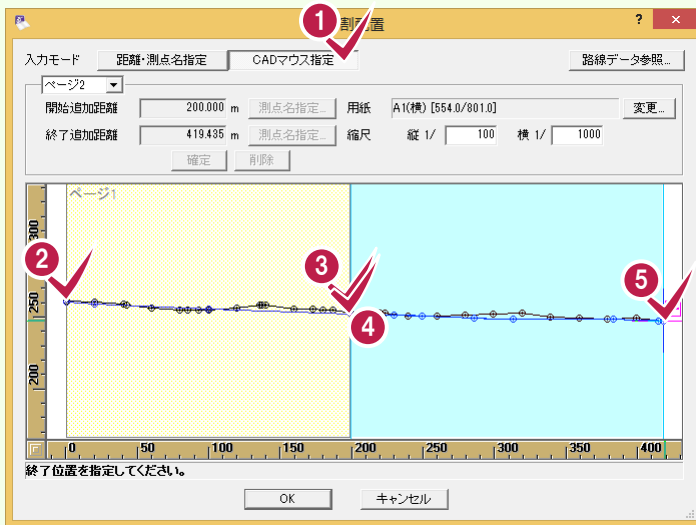 1
割配置
?
×
入力モード 距離・測点名指定 CADマウス指定 路線データ参照...
ページ2
開始追加距離 200.000 m 測点名指定... 用紙 A1(横) [554.0/801.0] 変更...
終了追加距離 419.435 m 測点名指定... 縮尺 縦 1/ 100 横 1/ 1000
確定 削除
ページ1
300
2
3
5
250
4
200
0 50 100 150 200 250 300 350 400
終了位置を指定してください。
OK キャンセル